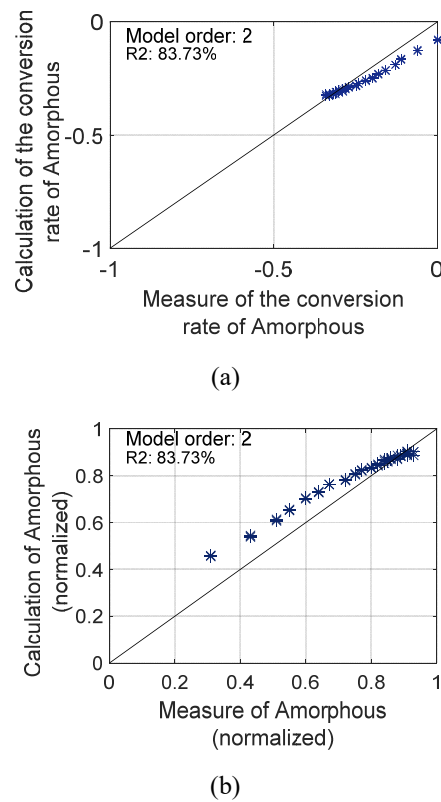 Model order: 2
R2: 83.73%
0
-0.5
-1
-1
-0.5
0
Calculation of the conversion
rate of Amorphous
Measure of the conversion
rate of Amorphous
(a)
Model order: 2
R2: 83.73%
1
0.8
0.6
0.4
0.2
0
0
0.2
0.4
0.6
0.8
1
Calculation of Amorphous
(normalized)
Measure of Amorphous
(normalized)
(b)